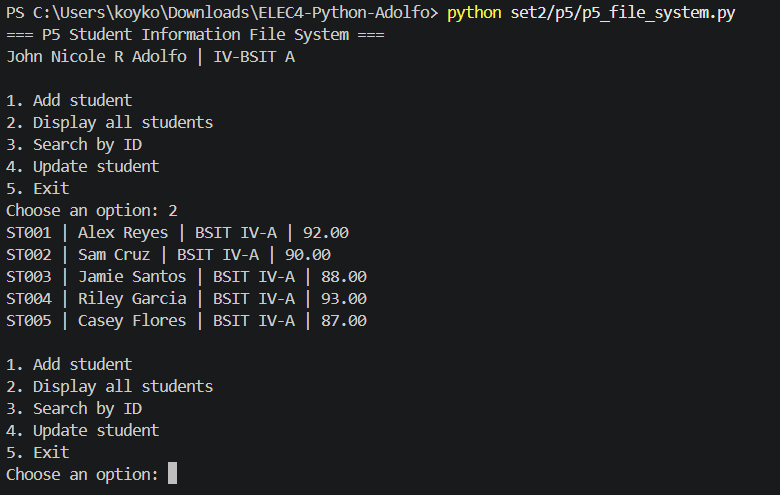 PS C:\Users\koyko\Downloads\ELEC4-Python-Adolfo> python set2/p5/p5_file_system.py
=== P5 Student Information File System ===
John Nicole R Adolfo | IV-BSIT A
1. Add student
2. Display all students
3. Search by ID
4. Update student
5. Exit
Choose an option: 2
ST001 | Alex Reyes | BSIT IV-A | 92.00
ST002 | Sam Cruz | BSIT IV-A | 90.00
ST003 | Jamie Santos | BSIT IV-A | 88.00
ST004 | Riley Garcia | BSIT IV-A | 93.00
ST005 | Casey Flores | BSIT IV-A | 87.00
1. Add student
2. Display all students
3. Search by ID
4. Update student
5. Exit
Choose an option: